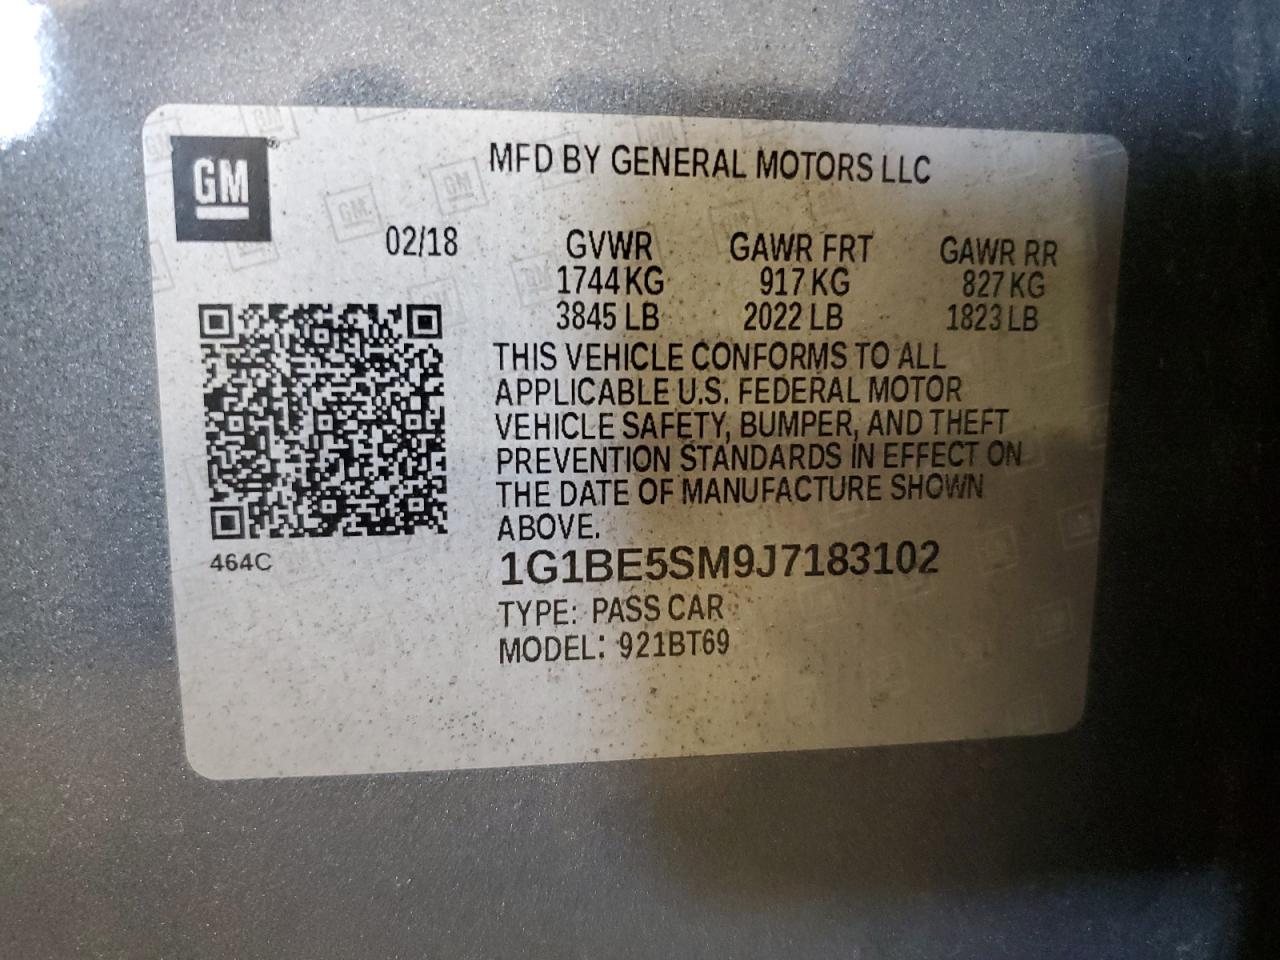 GM
MFD BY GENERAL MOTORS LLC
02/18 GVWR GAWR FRT GAWR RR
1744 KG 917 KG 827 KG
3845 LB 2022 LB 1823 LB
THIS VEHICLE CONFORMS TO ALL
APPLICABLE U.S. FEDERAL MOTOR
VEHICLE SAFETY, BUMPER, AND THEFT
PREVENTION STANDARDS IN EFFECT ON
THE DATE OF MANUFACTURE SHOWN
ABOVE.
464C
1G1BE5SM9J7183102
TYPE: PASS CAR
MODEL: 921BT69